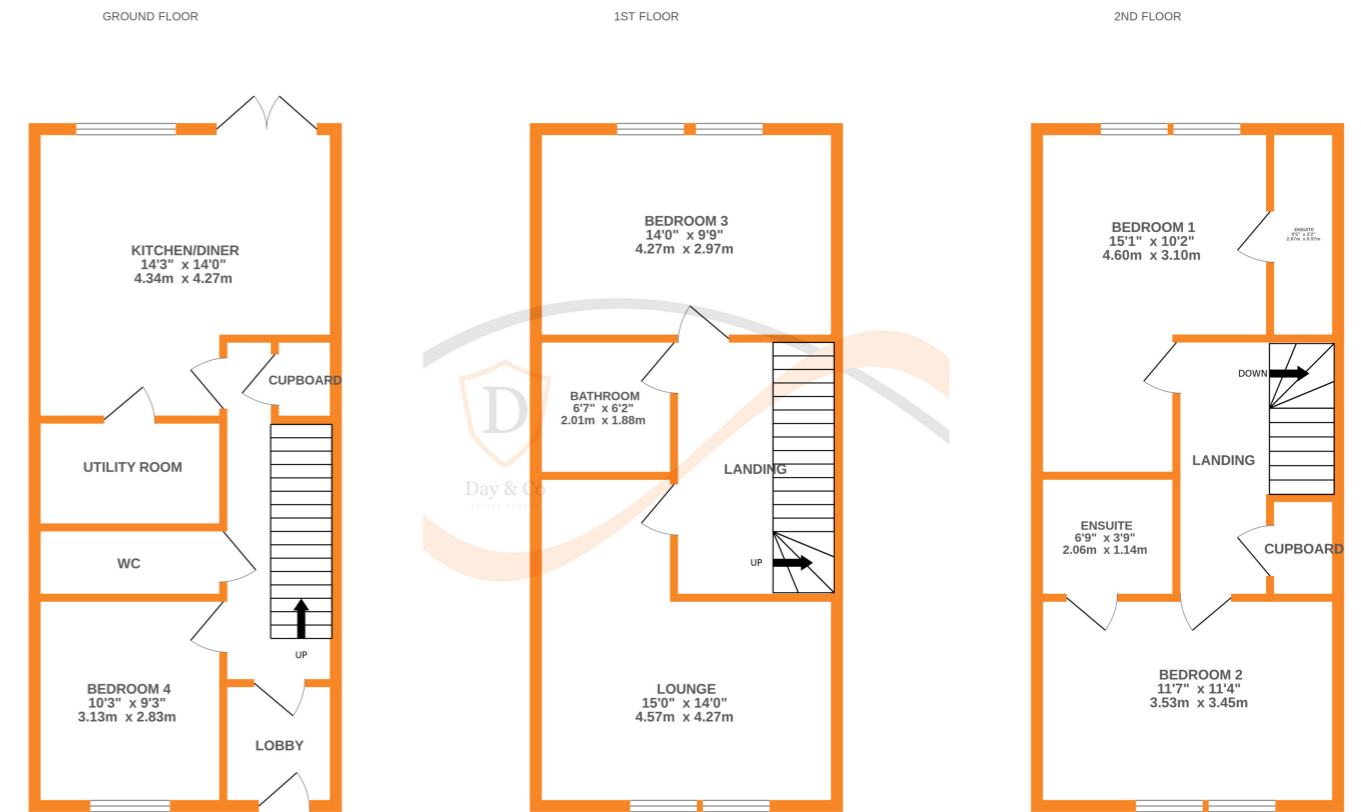 GROUND FLOOR
KITCHEN/DINER
14'3" x 14'0"
4.34m x 4.27m
CUPBOARD
UTILITY ROOM
WC
UP
BEDROOM 4
10'3" x 9'3"
3.13m x 2.83m
LOBBY
1ST FLOOR
BEDROOM 3
14'0" x 9'9"
4.27m x 2.97m
BATHROOM
6'7" x 6'2"
2.01m x 1.88m
LANDING
UP
LOUNGE
15'0" x 14'0"
4.57m x 4.27m
D
Day & Co
2ND FLOOR
BEDROOM 1
15'1" x 10'2"
4.60m x 3.10m
ENSUITE
DOWN
LANDING
ENSUITE
6'9" x 3'9"
2.06m x 1.14m
CUPBOARD
BEDROOM 2
11'7" x 11'4"
3.53m x 3.45m